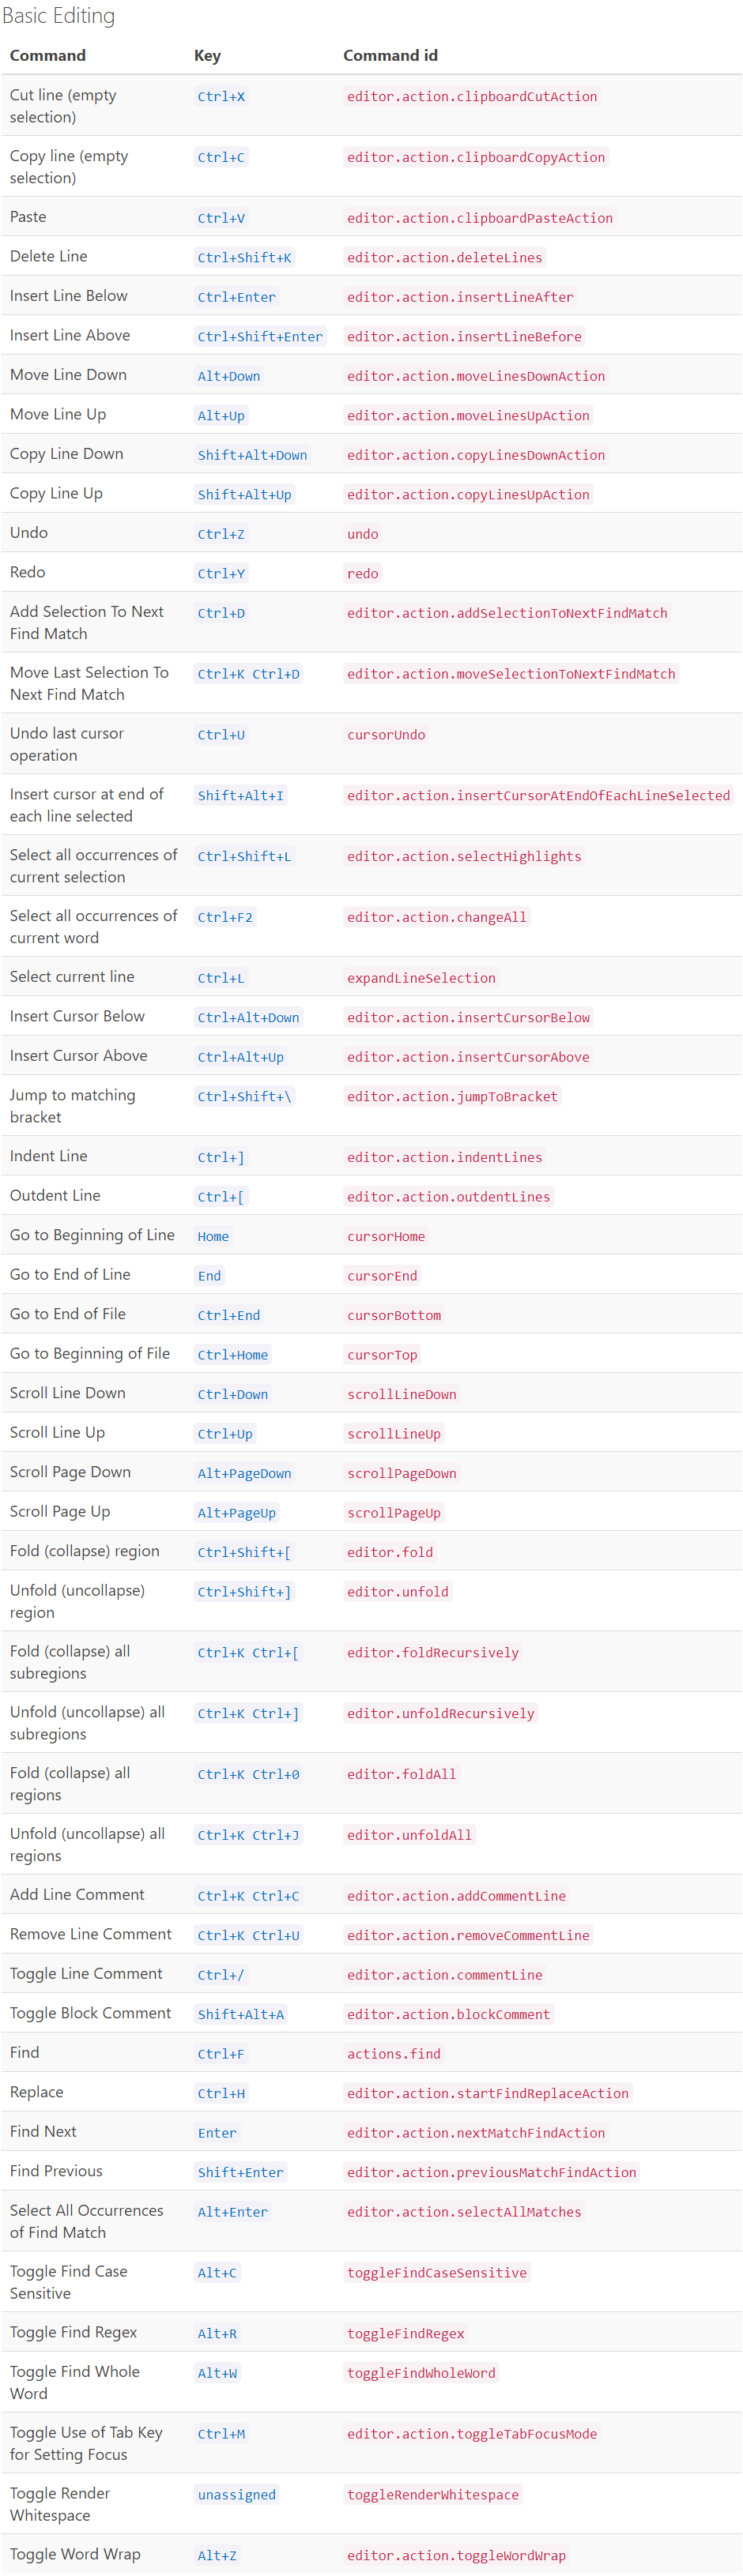 Basic Editing
Command Key Command id
Cut line (empty Ctrl+X editor.action.clipboardCutAction
selection)
Copy line (empty Ctrl+C editor.action.clipboardCopyAction
selection)
Paste Ctrl+V editor.action.clipboardPasteAction
Delete Line Ctrl+Shift+K editor.action.deleteLines
Insert Line Below Ctrl+Enter editor.action.insertLineAfter
Insert Line Above Ctrl+Shift+Enter editor.action.insertLineBefore
Move Line Down Alt+Down editor.action.moveLinesDownAction
Move Line Up Alt+Up editor.action.moveLinesUpAction
Copy Line Down Shift+Alt+Down editor.action.copyLinesDownAction
Copy Line Up Shift+Alt+Up editor.action.copyLinesUpAction
Undo Ctrl+Z undo
Redo Ctrl+Y redo
Add Selection To Next Ctrl+D editor.action.addSelectionToNextFindMatch
Find Match
Move Last Selection To Ctrl+K Ctrl+D editor.action.moveSelectionToNextFindMatch
Next Find Match
Undo last cursor Ctrl+U cursorUndo
operation
Insert cursor at end of Shift+Alt+I editor.action.insertCursorAtEndOfEachLineSelected
each line selected
Select all occurrences of Ctrl+Shift+L editor.action.selectHighlights
current selection
Select all occurrences of Ctrl+F2 editor.action.changeAll
current word
Select current line Ctrl+L expandLineSelection
Insert Cursor Below Ctrl+Alt+Down editor.action.insertCursorBelow
Insert Cursor Above Ctrl+Alt+Up editor.action.insertCursorAbove
Jump to matching Ctrl+Shift+\ editor.action.jumpToBracket
bracket
Indent Line Ctrl+] editor.action.indentLines
Outdent Line Ctrl+[ editor.action.outdentLines
Go to Beginning of Line Home cursorHome
Go to End of Line End cursorEnd
Go to End of File Ctrl+End cursorBottom
Go to Beginning of File Ctrl+Home cursorTop
Scroll Line Down Ctrl+Down scrollLineDown
Scroll Line Up Ctrl+Up scrollLineUp
Scroll Page Down Alt+PageDown scrollPageDown
Scroll Page Up Alt+PageUp scrollPageUp
Fold (collapse) region Ctrl+Shift+[ editor.fold
Unfold (uncollapse) Ctrl+Shift+] editor.unfold
region
Fold (collapse) all Ctrl+K Ctrl+[ editor.foldRecursively
subregions
Unfold (uncollapse) all Ctrl+K Ctrl+] editor.unfoldRecursively
subregions
Fold (collapse) all Ctrl+K Ctrl+0 editor.foldAll
regions
Unfold (uncollapse) all Ctrl+K Ctrl+J editor.unfoldAll
regions
Add Line Comment Ctrl+K Ctrl+C editor.action.addCommentLine
Remove Line Comment Ctrl+K Ctrl+U editor.action.removeCommentLine
Toggle Line Comment Ctrl+/ editor.action.commentLine
Toggle Block Comment Shift+Alt+A editor.action.blockComment
Find Ctrl+F actions.find
Replace Ctrl+H editor.action.startFindReplaceAction
Find Next Enter editor.action.nextMatchFindAction
Find Previous Shift+Enter editor.action.previousMatchFindAction
Select All Occurrences Alt+Enter editor.action.selectAllMatches
of Find Match
Toggle Find Case Alt+C toggleFindCaseSensitive
Sensitive
Toggle Find Regex Alt+R toggleFindRegex
Toggle Find Whole Alt+W toggleFindWholeWord
Word
Toggle Use of Tab Key Ctrl+M editor.action.toggleTabFocusMode
for Setting Focus
Toggle Render unassigned toggleRenderWhitespace
Whitespace
Toggle Word Wrap Alt+Z editor.action.toggleWordWrap